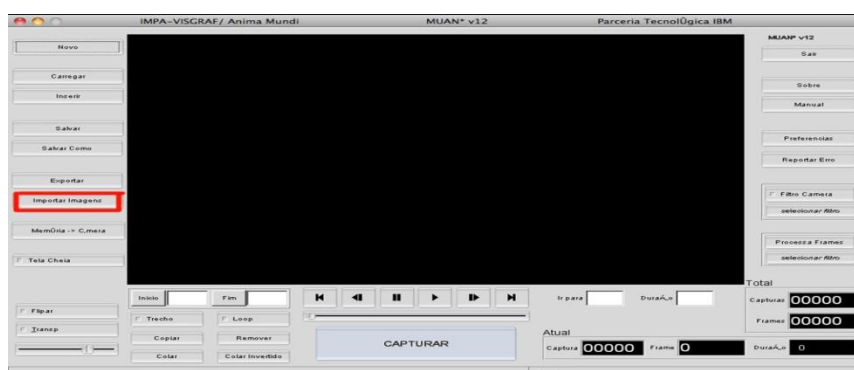 IMPA-VISGRAF/ Anima Mundi
MUAN* v12
Parceria TecnolÛgica IBM
Novo
Carregar
Inserir
Salvar
Salvar Como
Exportar
Importar Imagens
MemÛria -> C‚mera
Tela Cheia
Flipar
Transp
MUAN* v12
Sair
Sobre
Manual
Preferencias
Reportar Erro
Filtro Camera
selecionar filtro
Processa Frames
selecionar filtro
Total
Capturas 00000
Frames 00000
DuraÁ„o 0
Inicio
Fim
Trecho
Loop
Copiar
Remover
Colar
Colar Invertido
CAPTURAR
Ir para
DuraÁ„o
Atual
Captura 00000 Frame 0